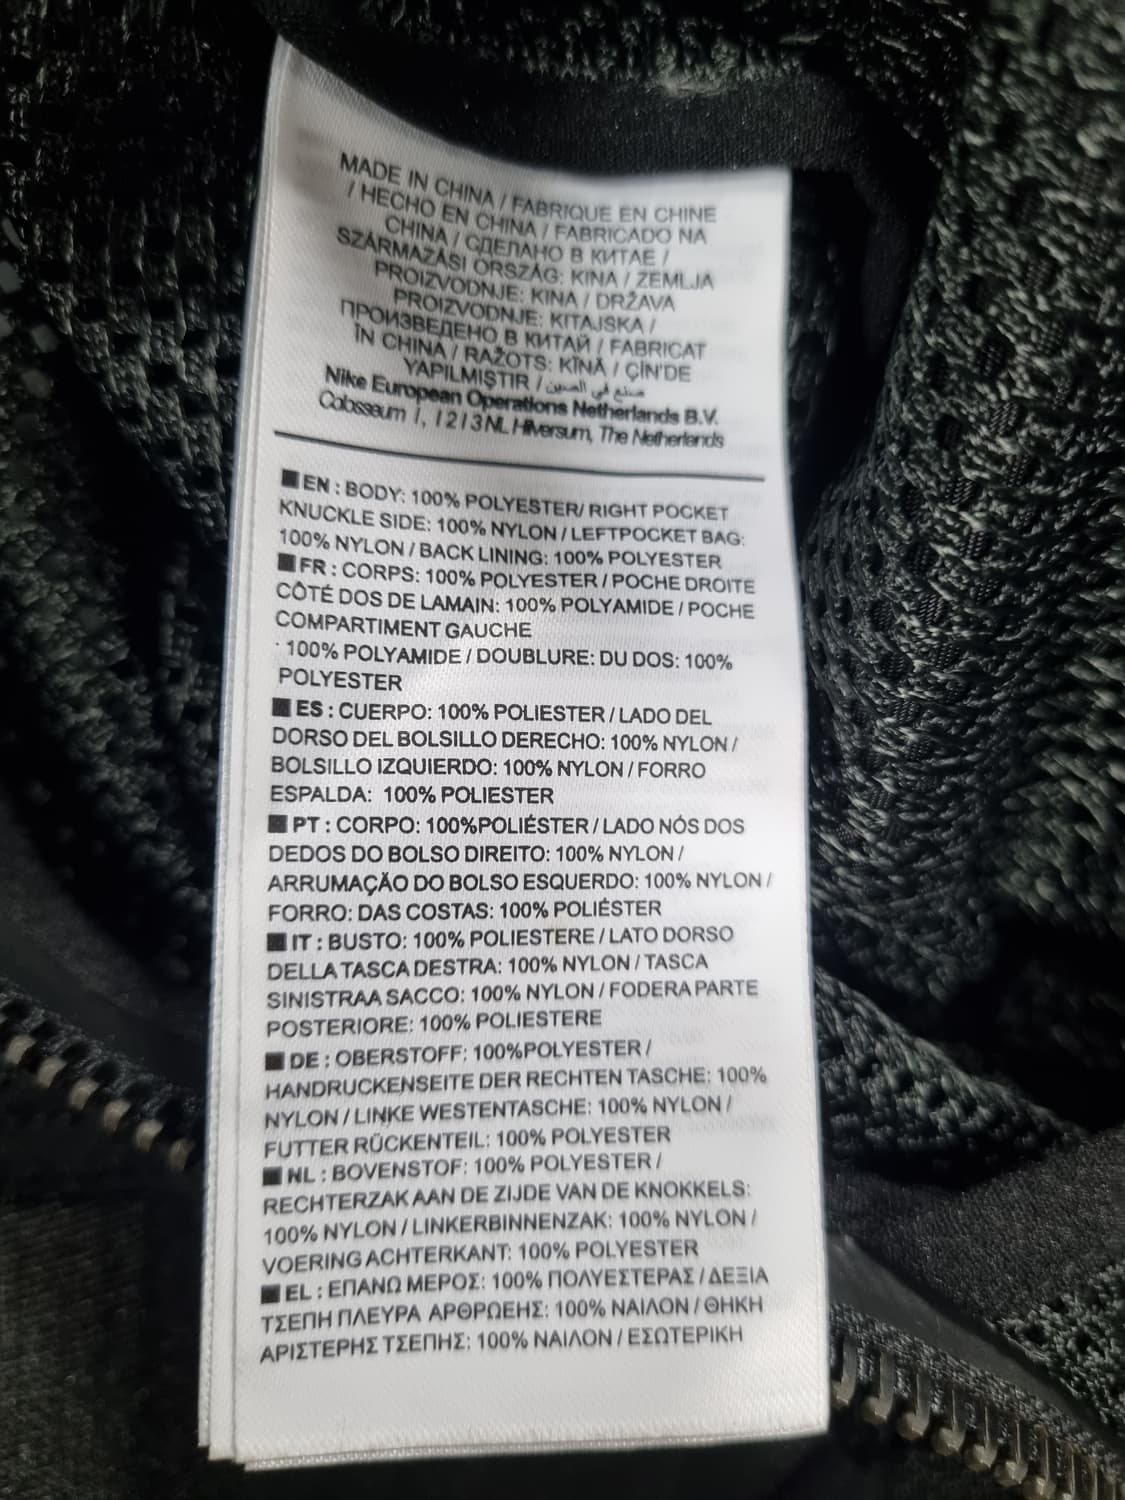 MADE IN CHINA / FABRIQUE EN CHINE
/ HECHO EN CHINA / FABRICADO NA
CHINA / СДЕЛАНО В КИТАЕ /
SZÁRMAZÁSI ORSZÁG: KINA / ZEMLJA
PROIZVODNJE: KINA / DRŽAVA
PROIZVODNJE: KITAJSKA /
ПРОИЗВЕДЕНО В КИТАЙ / FABRICAT
ÎN CHINA / RAŽOTS: KĪNĀ / ÇİN'DE
YAPILMIŞTIR / صنع في الصين
Nike European Operations Netherlands B.V.
Colosseum 1, 1213 NL Hilversum, The Netherlands
EN : BODY: 100% POLYESTER/ RIGHT POCKET
KNUCKLE SIDE: 100% NYLON / LEFTPOCKET BAG:
100% NYLON / BACK LINING: 100% POLYESTER
FR : CORPS: 100% POLYESTER / POCHE DROITE
CÔTÉ DOS DE LAMAIN: 100% POLYAMIDE / POCHE
COMPARTIMENT GAUCHE
100% POLYAMIDE / DOUBLURE: DU DOS: 100%
POLYESTER
ES : CUERPO: 100% POLIESTER / LADO DEL
DORSO DEL BOLSILLO DERECHO: 100% NYLON /
BOLSILLO IZQUIERDO: 100% NYLON / FORRO
ESPALDA: 100% POLIESTER
PT : CORPO: 100%POLIÉSTER / LADO NÓS DOS
DEDOS DO BOLSO DIREITO: 100% NYLON /
ARRUMAÇÃO DO BOLSO ESQUERDO: 100% NYLON /
FORRO: DAS COSTAS: 100% POLIÉSTER
IT : BUSTO: 100% POLIESTERE / LATO DORSO
DELLA TASCA DESTRA: 100% NYLON / TASCA
SINISTRAA SACCO: 100% NYLON / FODERA PARTE
POSTERIORE: 100% POLIESTERE
DE : OBERSTOFF: 100%POLYESTER /
HANDRUCKENSEITE DER RECHTEN TASCHE: 100%
NYLON / LINKE WESTENTASCHE: 100% NYLON /
FUTTER RÜCKENTEIL: 100% POLYESTER
NL : BOVENSTOF: 100% POLYESTER /
RECHTERZAK AAN DE ZIJDE VAN DE KNOKKELS:
100% NYLON / LINKERBINNENZAK: 100% NYLON /
VOERING ACHTERKANT: 100% POLYESTER
EL : ΕΠΑΝΩ ΜΕΡΟΣ: 100% ΠΟΛΥΕΣΤΕΡΑΣ / ΔΕΞΙΑ
ΤΣΕΠΗ ΠΛΕΥΡΑ ΑΡΘΡΩΕΗΣ: 100% ΝΑΙΛΟΝ / ΘΗΚΗ
ΑΡΙΣΤΕΡΗΣ ΤΣΕΠΗΣ: 100% ΝΑΙΛΟΝ / ΕΣΩΤΕΡΙΚΗ